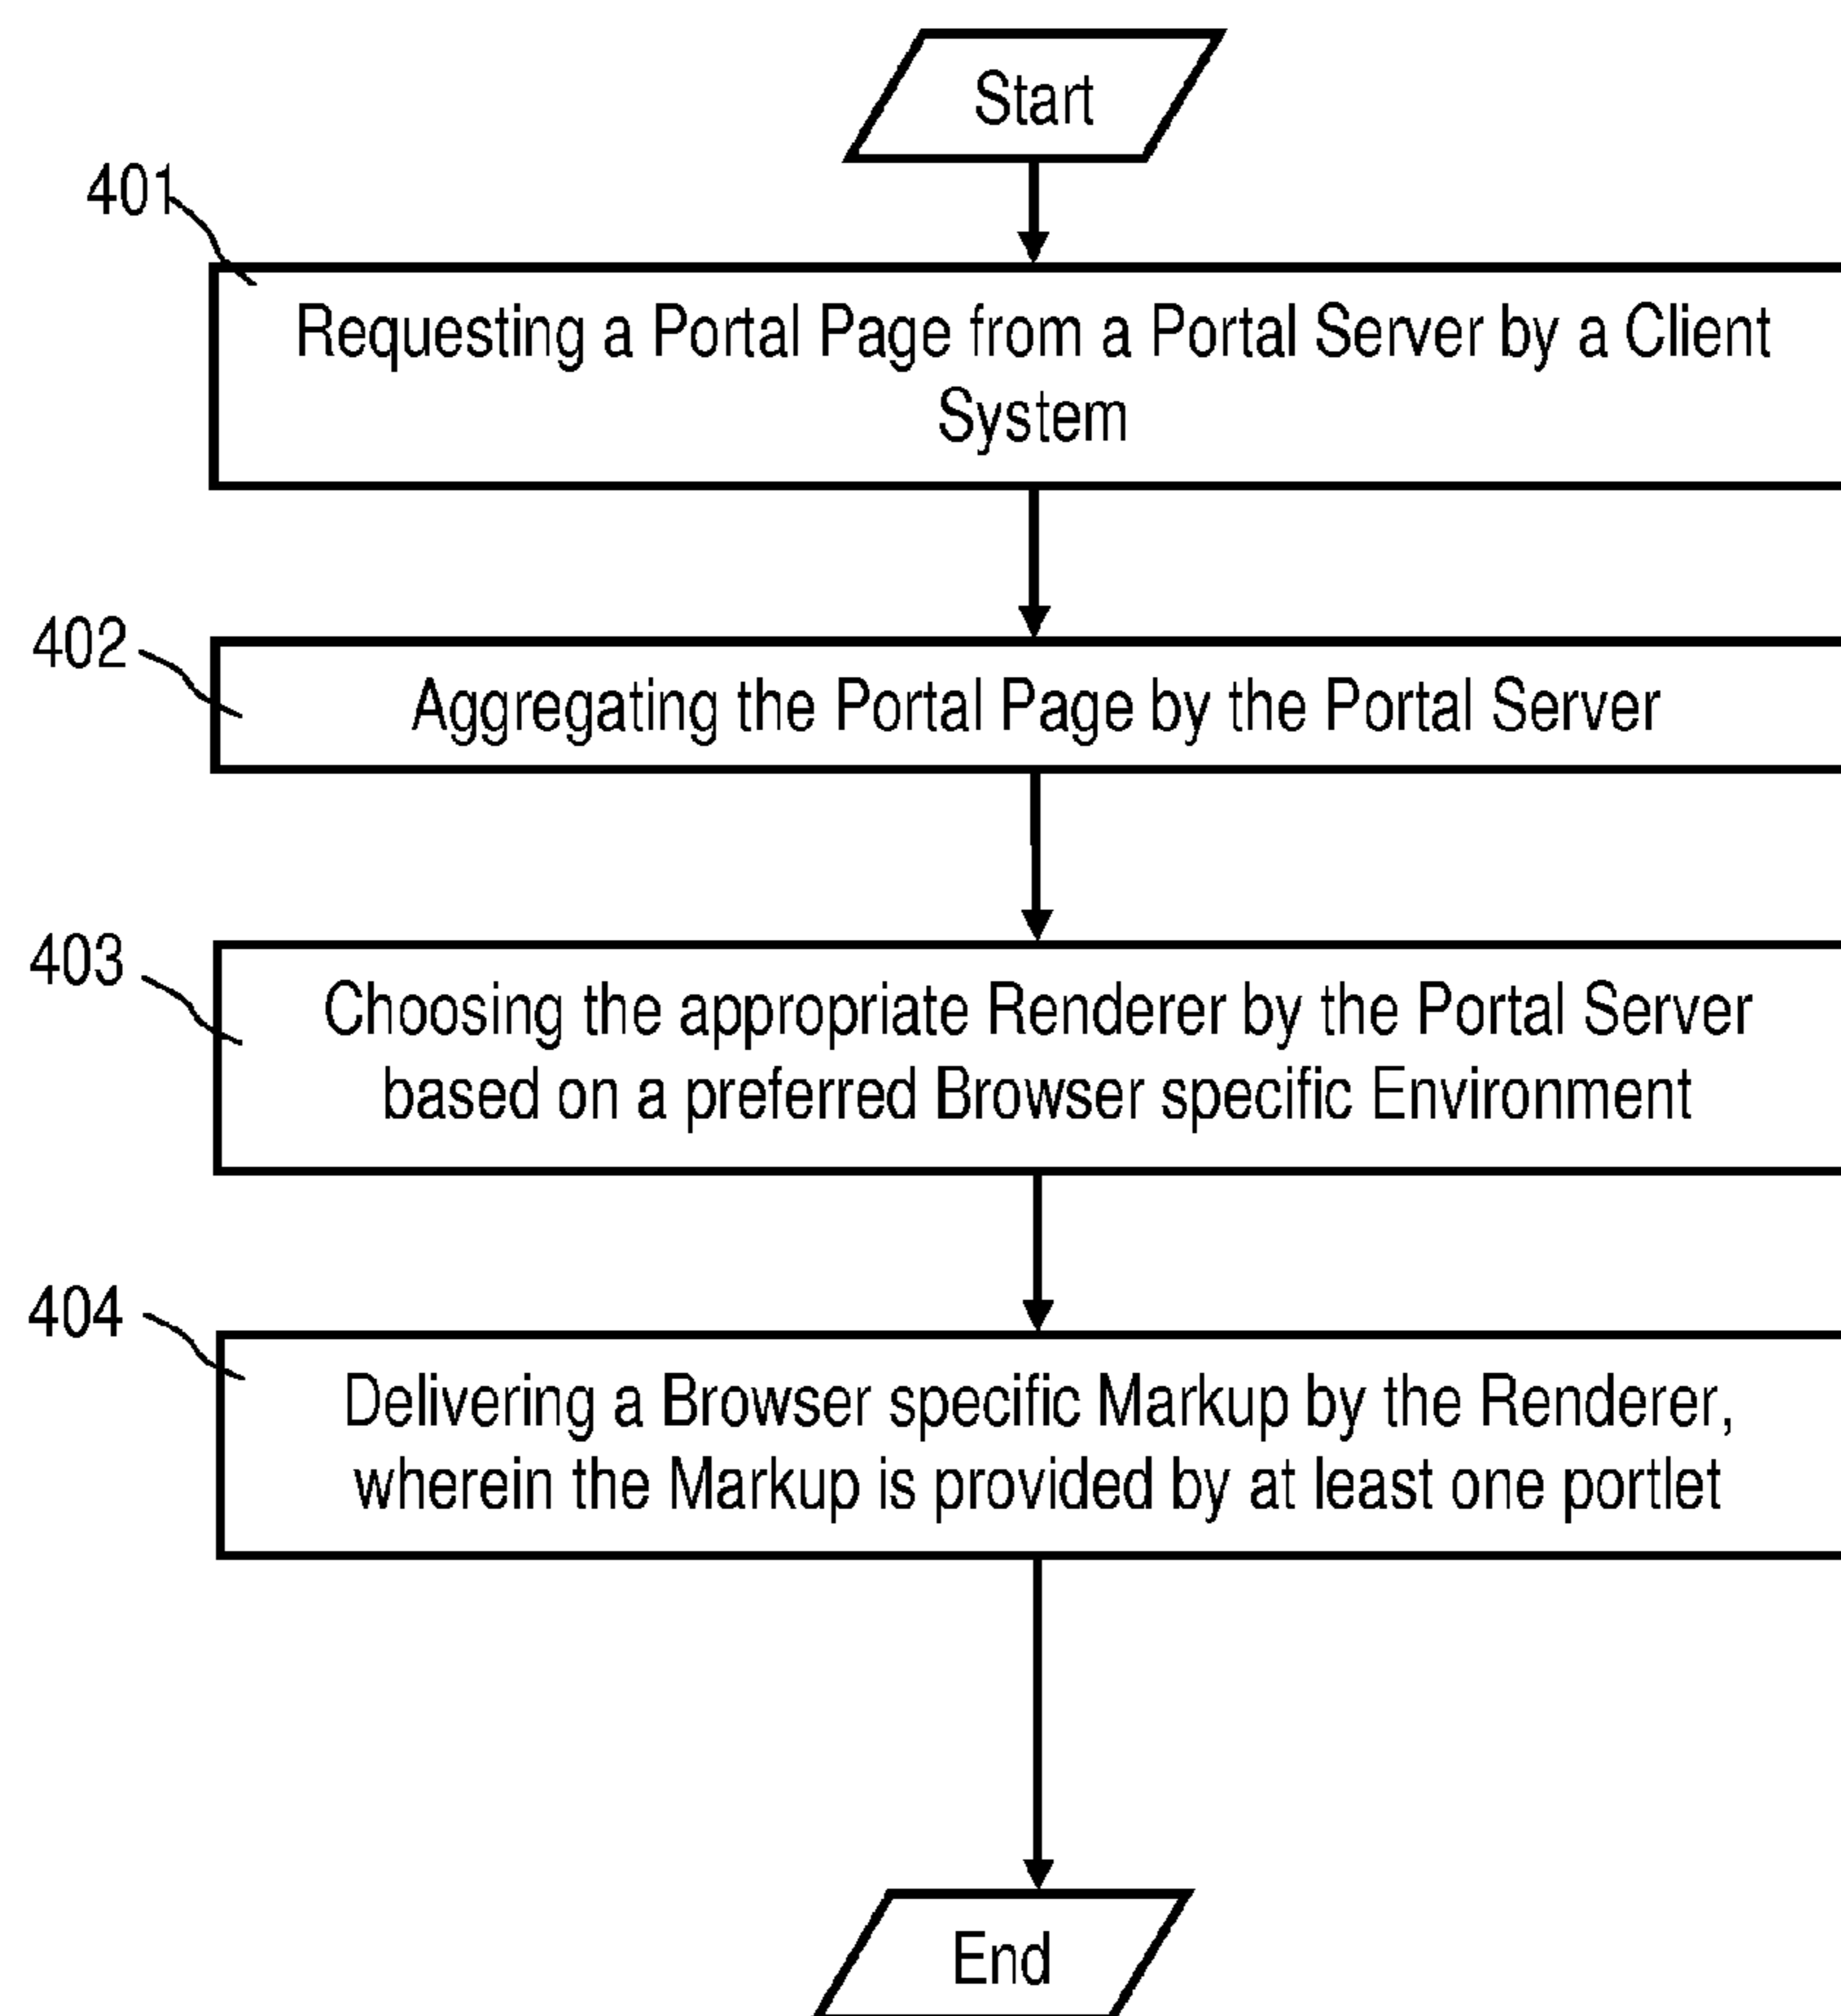 Start
401
Requesting a Portal Page from a Portal Server by a Client
System
402
Aggregating the Portal Page by the Portal Server
403
Choosing the appropriate Renderer by the Portal Server
based on a preferred Browser specific Environment
404
Delivering a Browser specific Markup by the Renderer,
wherein the Markup is provided by at least one portlet
End